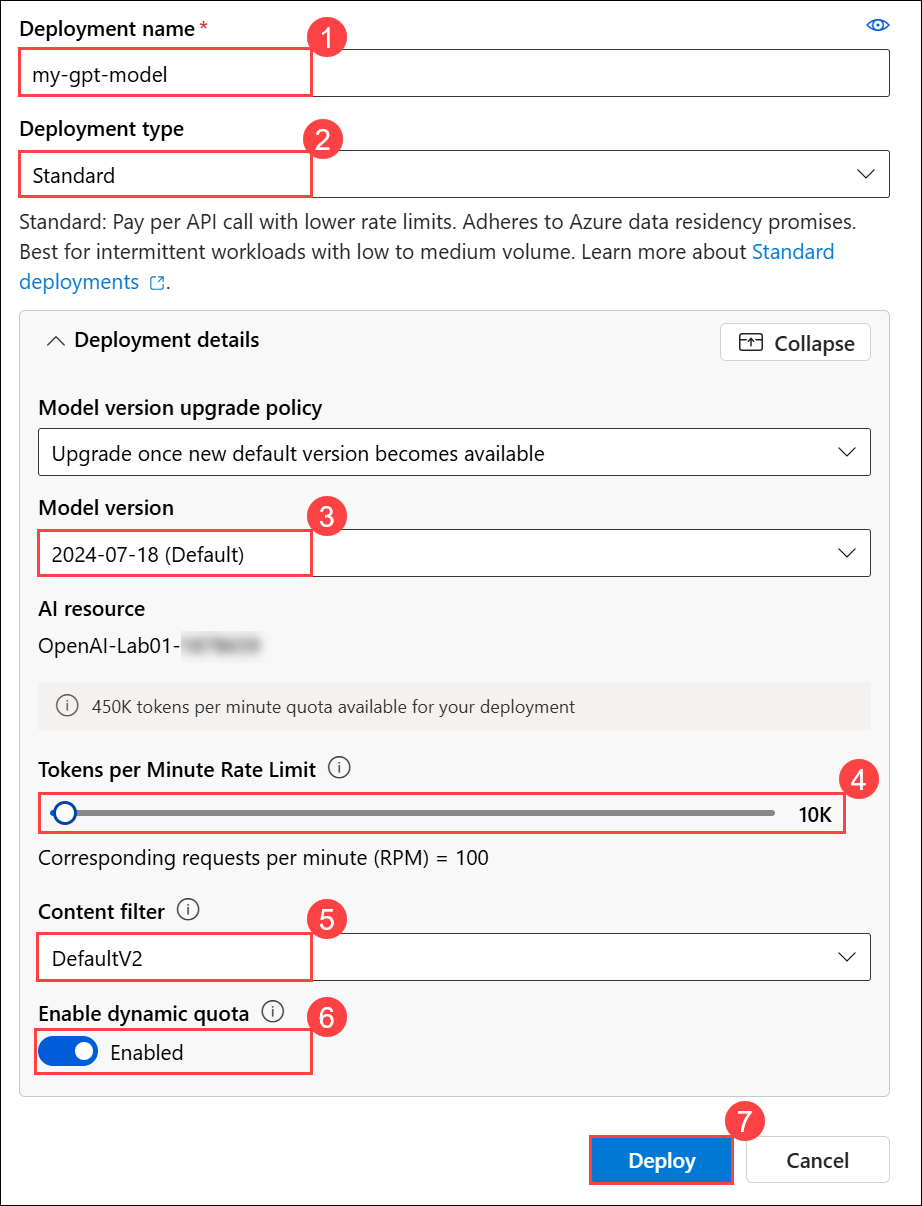 Deployment name *
1
my-gpt-model
Deployment type
2
Standard
Standard: Pay per API call with lower rate limits. Adheres to Azure data residency promises.
Best for intermittent workloads with low to medium volume. Learn more about Standard
deployments.
Deployment details
Collapse
Model version upgrade policy
Upgrade once new default version becomes available
Model version
3
2024-07-18 (Default)
AI resource
OpenAI-Lab01-
450K tokens per minute quota available for your deployment
Tokens per Minute Rate Limit
4
10K
Corresponding requests per minute (RPM) = 100
Content filter
5
DefaultV2
Enable dynamic quota
6
Enabled
7
Deploy
Cancel